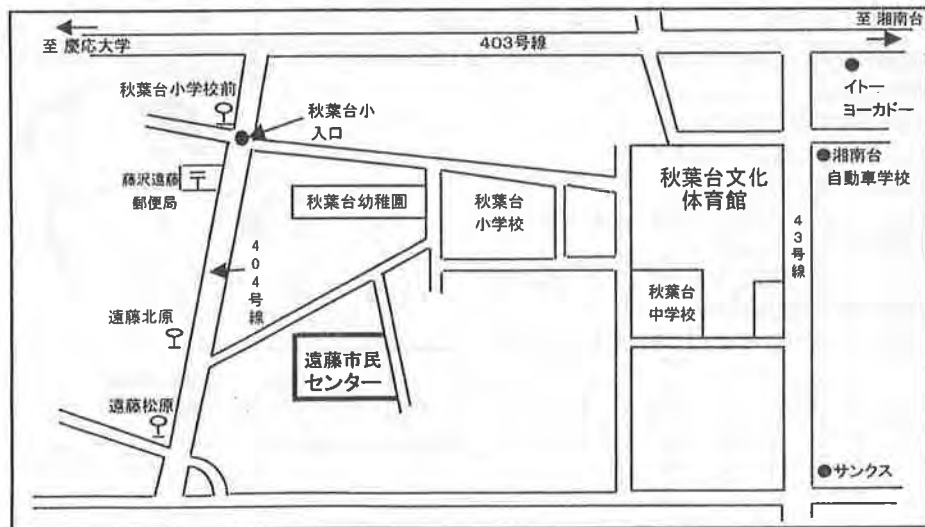 至 慶応大学
403号線
至 湘南台
秋葉台小学校前
秋葉台小
入口
イトー
ヨーカドー
湘南台
自動車学校
藤沢遠藤
郵便局
秋葉台幼稚園
秋葉台
小学校
秋葉台文化
体育館
43号線
404号線
秋葉台
中学校
遠藤北原
遠藤市民
センター
遠藤松原
サンクス